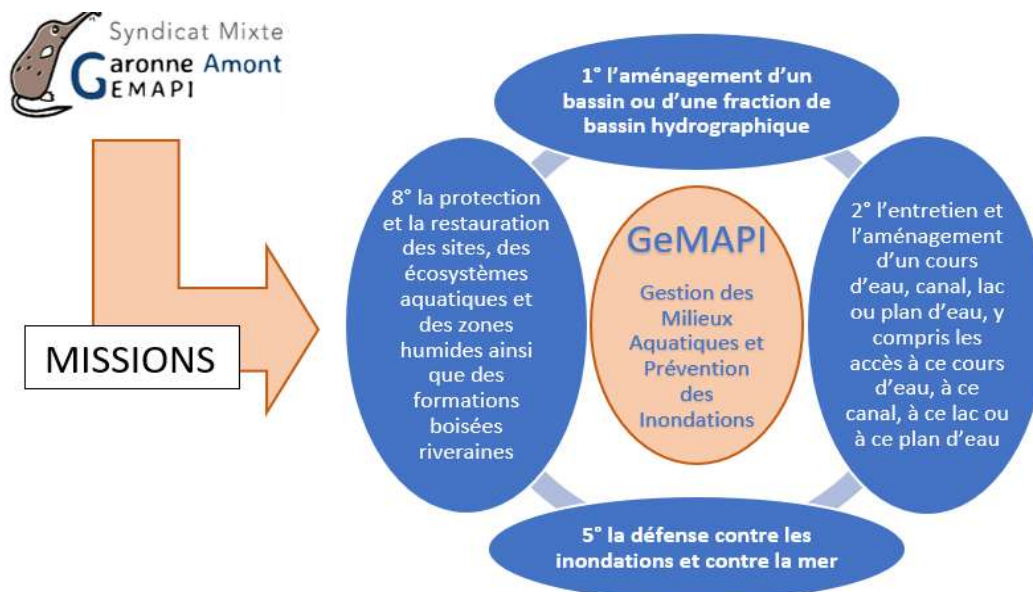 Syndicat Mixte
Garonne Amont
GEMAPI
MISSIONS
1° l’aménagement d’un
bassin ou d’une fraction de
bassin hydrographique
8° la protection
et la restauration
des sites, des
écosystèmes
aquatiques et
des zones
humides ainsi
que des
formations
boisées
riveraines
GeMAPI
Gestion des
Milieux
Aquatiques et
Prévention
des
Inondations
2° l’entretien et
l’aménagement
d’un cours
d’eau, canal, lac
ou plan d’eau, y
compris les
accès à ce cours
d’eau, à ce
canal, à ce lac ou
à ce plan d’eau
5° la défense contre les
inondations et contre la mer